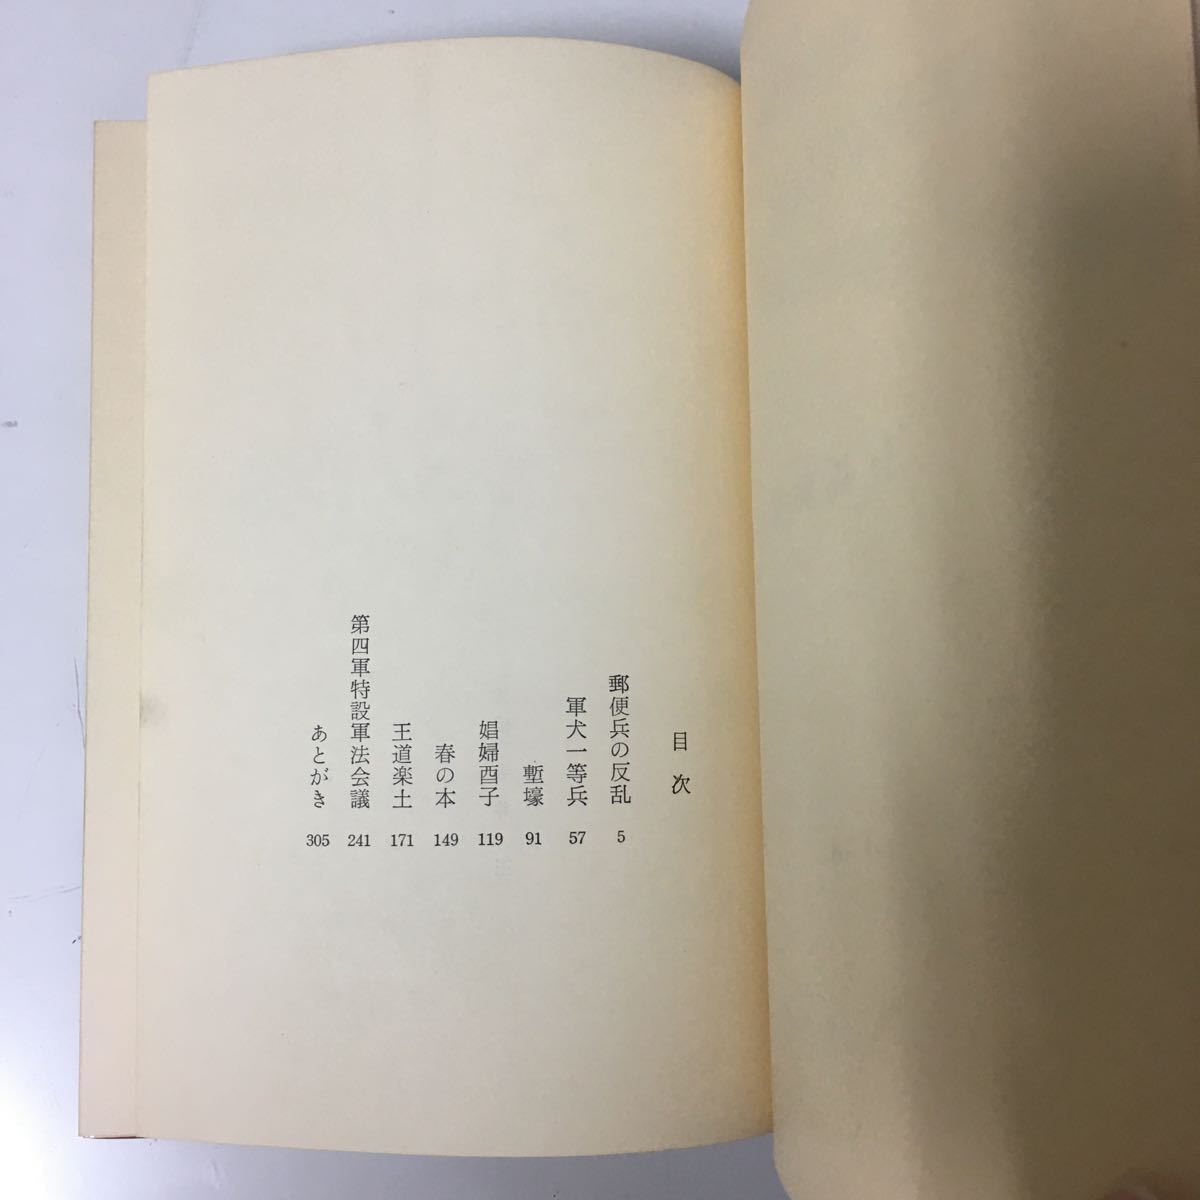 目次
郵便兵の反乱 5
軍犬一等兵 57
塹壕 91
娼婦酉子 119
春の本 149
王道楽土 171
第四軍特設軍法会議 241
あとがき 305